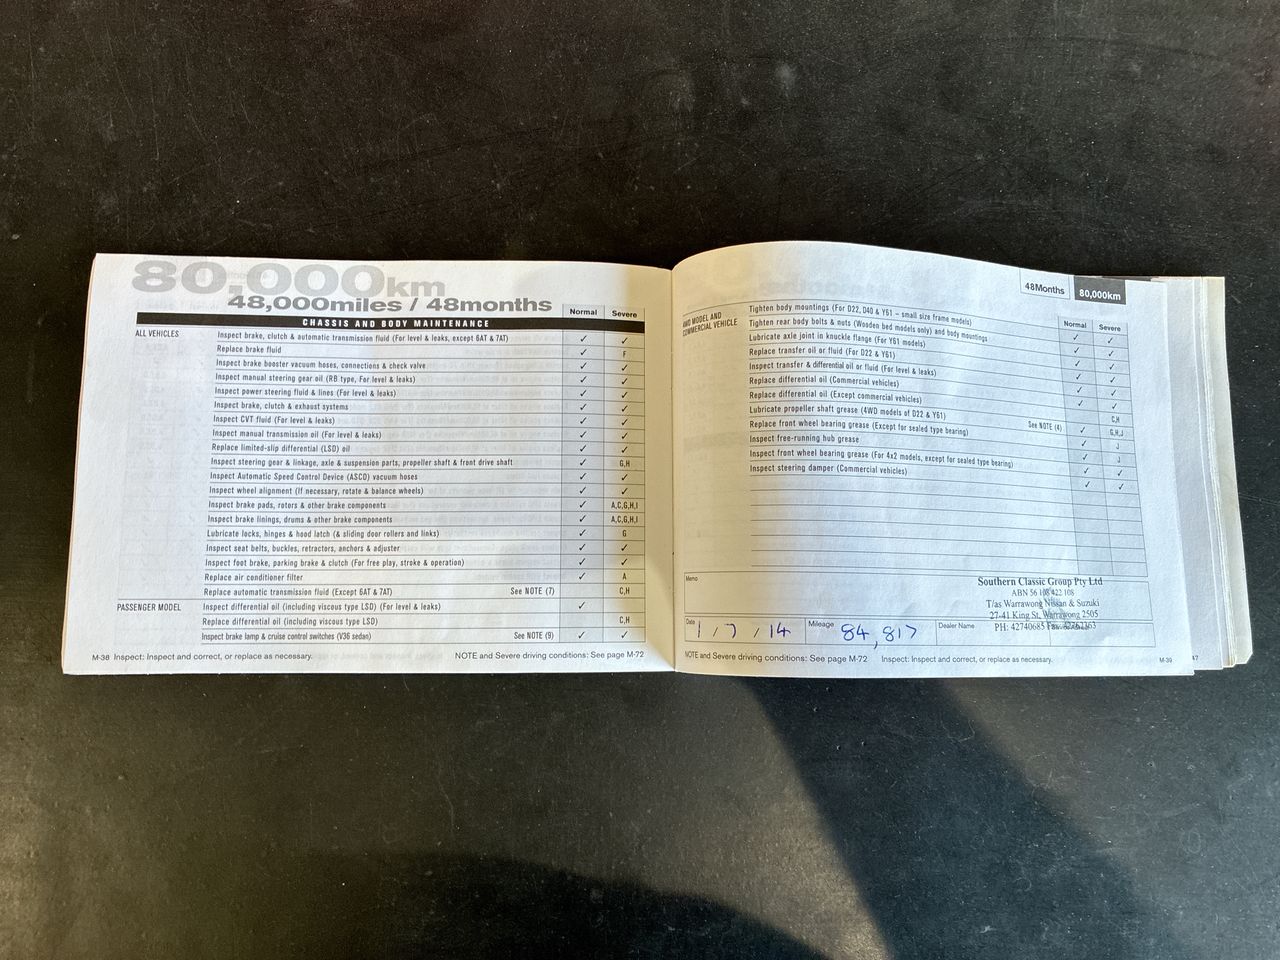 80,000km
48,000miles / 48months
Normal Severe
CHASSIS AND BODY MAINTENANCE
ALL VEHICLES
Inspect brake, clutch & automatic transmission fluid (For level & leaks, except 6AT & 7AT) ✓ ✓
Replace brake fluid ✓ F
Inspect brake booster vacuum hoses, connections & check valve ✓ ✓
Inspect manual steering gear oil (RB type, For level & leaks) ✓ ✓
Inspect power steering fluid & lines (For level & leaks) ✓ ✓
Inspect brake, clutch & exhaust systems ✓ ✓
Inspect CVT fluid (For level & leaks) ✓ ✓
Inspect manual transmission oil (For level & leaks) ✓ ✓
Replace limited-slip differential (LSD) oil ✓ ✓
Inspect steering gear & linkage, axle & suspension parts, propeller shaft & front drive shaft ✓ G,H
Inspect Automatic Speed Control Device (ASCD) vacuum hoses ✓ ✓
Inspect wheel alignment (If necessary, rotate & balance wheels) ✓ ✓
Inspect brake pads, rotors & other brake components ✓ A,C,G,H,I
Inspect brake linings, drums & other brake components ✓ A,C,G,H,I
Lubricate locks, hinges & hood latch (& sliding door rollers and links) ✓ G
Inspect seat belts, buckles, retractors, anchors & adjuster ✓ ✓
Inspect foot brake, parking brake & clutch (For free play, stroke & operation) ✓ ✓
Replace air conditioner filter ✓ A
Replace automatic transmission fluid (Except 6AT & 7AT) See NOTE (7) C,H
PASSENGER MODEL
Inspect differential oil (including viscous type LSD) (For level & leaks) ✓
Replace differential oil (including viscous type LSD) C,H
Inspect brake lamp & cruise control switches (V36 sedan) See NOTE (9) ✓ ✓
M-38 Inspect: Inspect and correct, or replace as necessary. NOTE and Severe driving conditions: See page M-72
48Months 80,000km
Normal Severe
4WD MODEL AND
COMMERCIAL VEHICLE
Tighten body mountings (For D22, D40 & Y61 – small size frame models) ✓ ✓
Tighten rear body bolts & nuts (Wooden bed models only) and body mountings ✓ ✓
Lubricate axle joint in knuckle flange (For Y61 models) ✓ ✓
Replace transfer oil or fluid (For D22 & Y61) ✓ ✓
Inspect transfer & differential oil or fluid (For level & leaks) ✓ ✓
Replace differential oil (Commercial vehicles) ✓ ✓
Replace differential oil (Except commercial vehicles) C,H
Lubricate propeller shaft grease (4WD models of D22 & Y61) See NOTE (4) ✓ G,H,J
Replace front wheel bearing grease (Except for sealed type bearing) ✓ J
Inspect free-running hub grease ✓ J
Inspect front wheel bearing grease (For 4x2 models, except for sealed type bearing) ✓ ✓
Inspect steering damper (Commercial vehicles) ✓ ✓
Memo
Southern Classic Group Pty Ltd
ABN 56 108 422 108
T/as Warrawong Nissan & Suzuki
27-41 King St, Warrawong 2505
PH: 42740685 Fax:
Date 1 / 7 / 14 Mileage 84,817 Dealer Name
NOTE and Severe driving conditions: See page M-72 Inspect: Inspect and correct, or replace as necessary. M-39
47